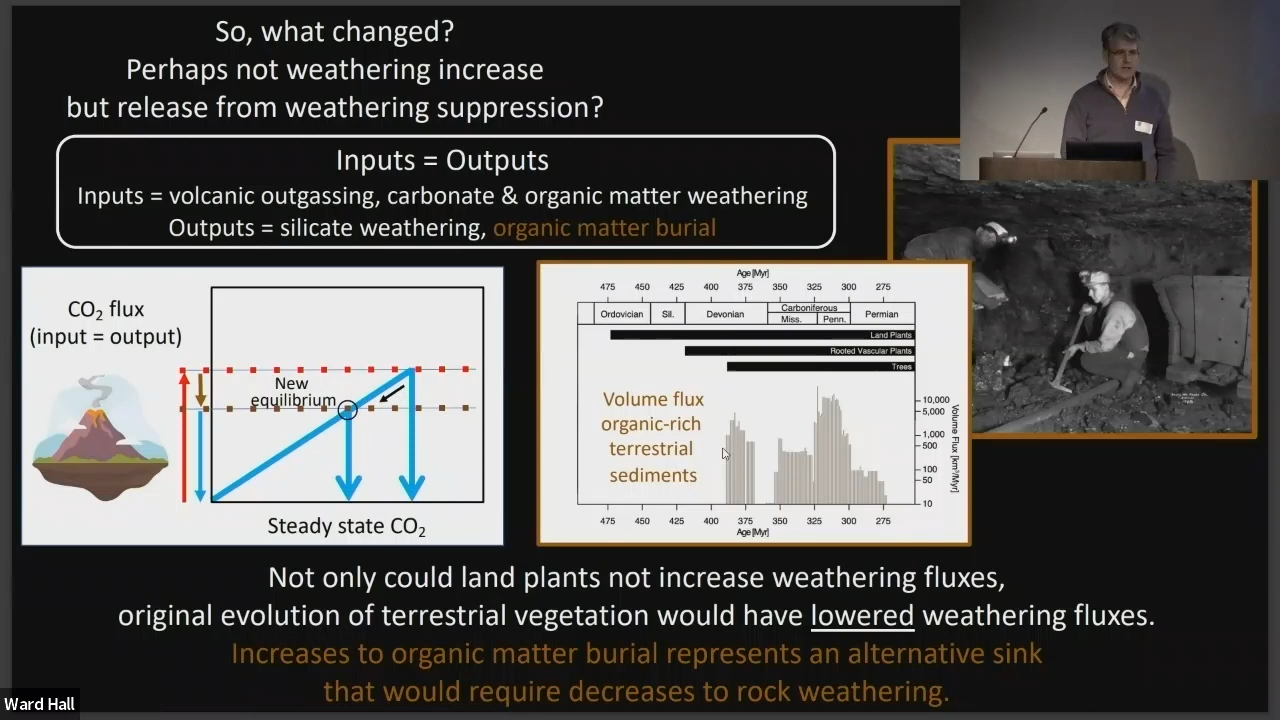 So, what changed?
Perhaps not weathering increase
but release from weathering suppression?
Inputs = Outputs
Inputs = volcanic outgassing, carbonate & organic matter weathering
Outputs = silicate weathering, organic matter burial
CO₂ flux
(input = output)
New
equilibrium
Steady state CO₂
Age [Myr]
475 450 425 400 375 350 325 300 275
Ordovician Sil. Devonian Carboniferous Permian
Miss. Penn.
Land Plants
Rooted Vascular Plants
Trees
Volume flux
organic-rich
terrestrial
sediments
10,000
5,000
1,000
500
100
50
10
Volume Flux [km³/Myr]
475 450 425 400 375 350 325 300 275
Age [Myr]
Not only could land plants not increase weathering fluxes,
original evolution of terrestrial vegetation would have lowered weathering fluxes.
Increases to organic matter burial represents an alternative sink
that would require decreases to rock weathering.
Ward Hall